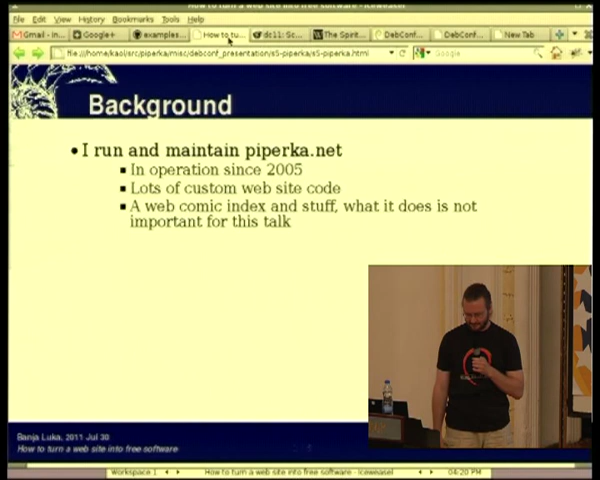 How to turn a web site into free software - Iceweasel
File Edit View History Bookmarks Tools Help
Gmail - In... Google+ examples... How to tu... dc11: Sc... The Spirit... DebConf... DebConf... New Tab
file:///home/kaol/src/piperka/misc/debconf_presentation/s5-piperka/s5-piperka.html Google
Background
• I run and maintain piperka.net
▪ In operation since 2005
▪ Lots of custom web site code
▪ A web comic index and stuff, what it does is not
important for this talk
Banja Luka, 2011 Jul 30
How to turn a web site into free software
Workspace 1 How to turn a web site into free software - Iceweasel 04:20 PM